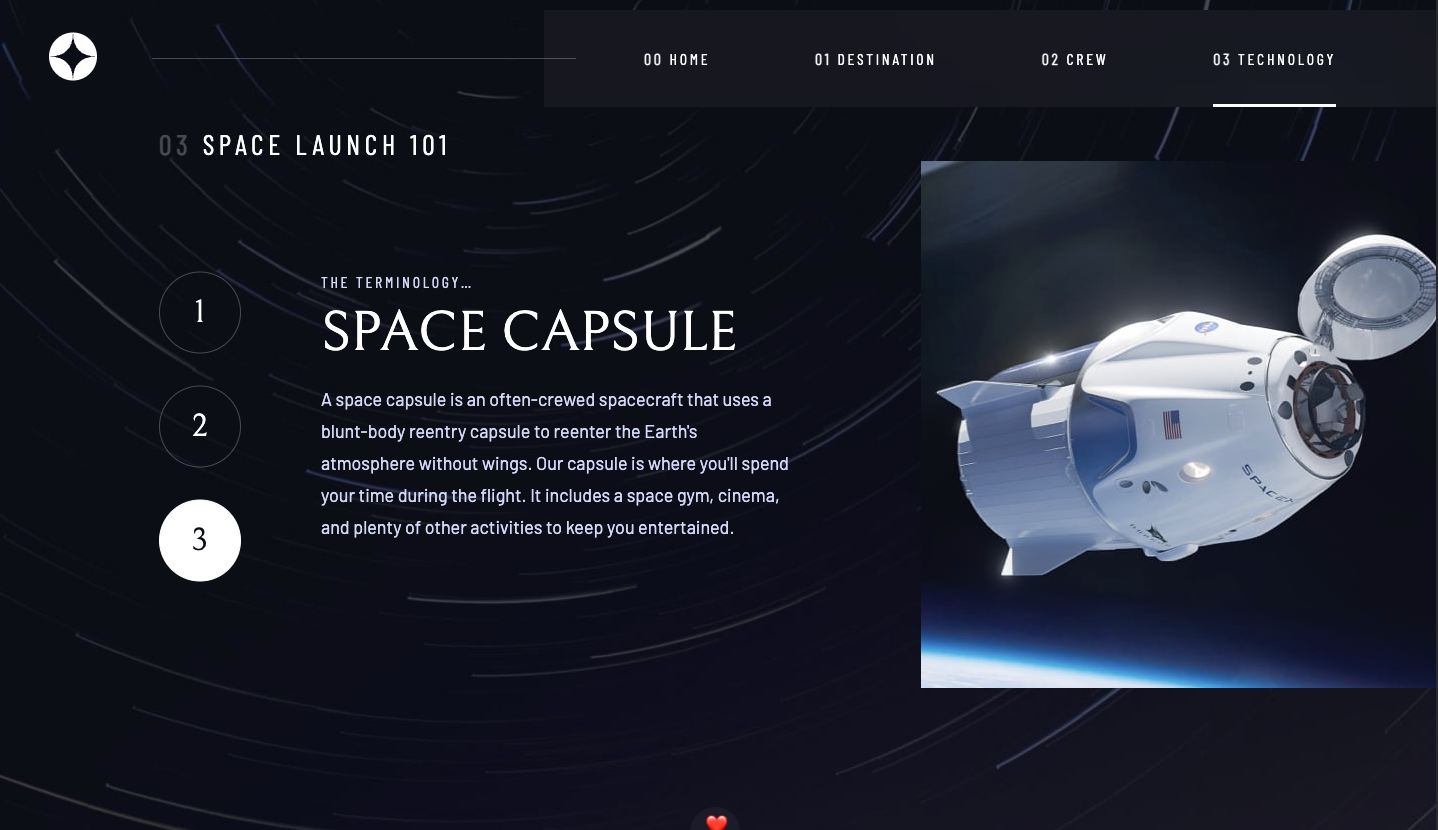 00 HOME
01 DESTINATION
02 CREW
03 TECHNOLOGY
03 SPACE LAUNCH 101
1
2
3
THE TERMINOLOGY…
SPACE CAPSULE
A space capsule is an often-crewed spacecraft that uses a
blunt-body reentry capsule to reenter the Earth's
atmosphere without wings. Our capsule is where you'll spend
your time during the flight. It includes a space gym, cinema,
and plenty of other activities to keep you entertained.
SPACEX